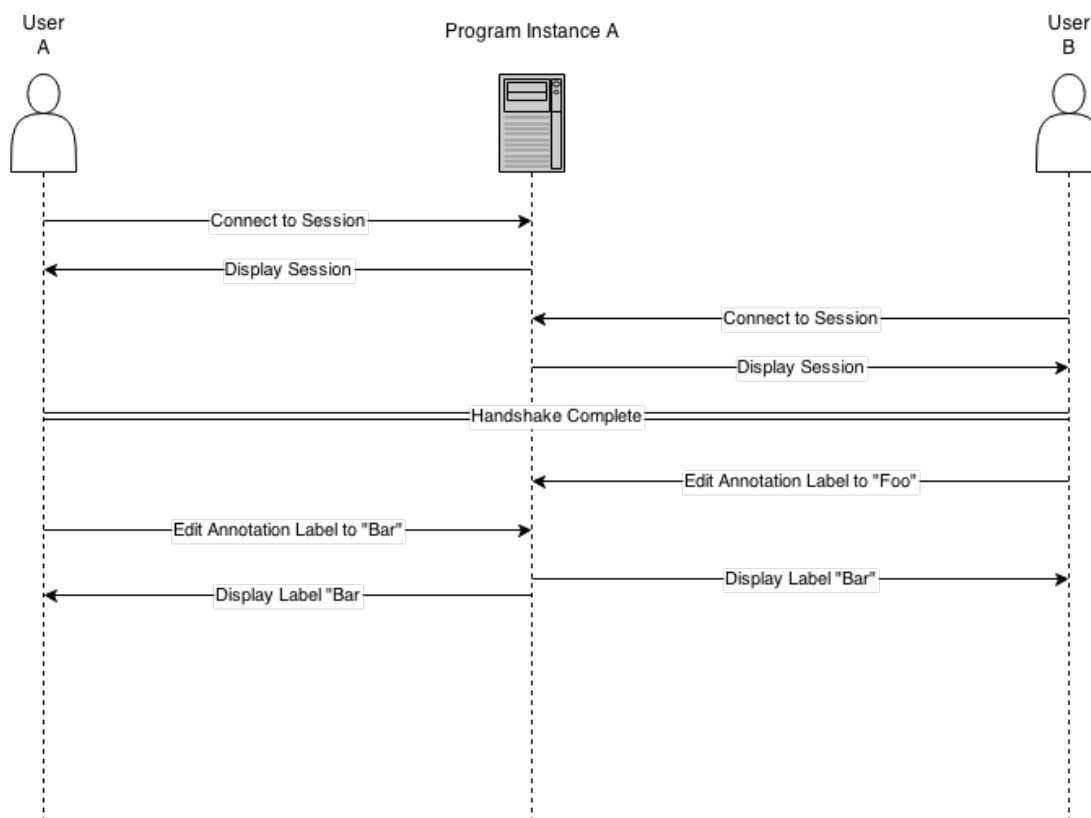 User
A
Program Instance A
User
B
Connect to Session
Display Session
Connect to Session
Display Session
Handshake Complete
Edit Annotation Label to "Foo"
Edit Annotation Label to "Bar"
Display Label "Bar"
Display Label "Bar